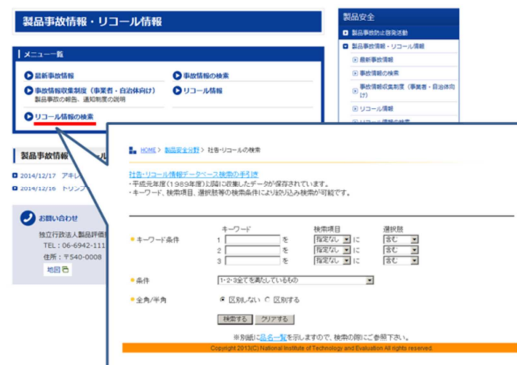 製品事故情報・リコール情報
メニュー一覧
最新事故情報
事故情報の検索
事故情報収集制度(事業者・自治体向け)
製品事故の報告、通知制度の説明
リコール情報
リコール情報の検索
製品事故情報
2014/12/17 アキレ
2014/12/16 トリンプ
お問い合わせ
独立行政法人製品評価
TEL:06-6942-111
住所:〒540-0008
地図
製品安全
製品事故防止啓発活動
製品事故情報・リコール情報
最新事故情報
事故情報の検索
事故情報収集制度(事業者・自治体向け)
リコール情報
リコール情報の検索
HOME> 製品安全分野> 社告・リコールの検索
社告・リコール情報データベース検索の手引き
・平成元年度(1989年度)以降に収集したデータが保存されています。
・キーワード、検索項目、選択肢等の検索条件により絞り込み検索が可能です。
キーワード 検索項目 選択肢
キーワード条件
1 を 指定なし に 含む
2 を 指定なし に 含む
3 を 指定なし に 含む
条件 1・2・3全てを満たしているもの
全角/半角 区別しない 区別する
検索する クリアする
※別紙に品名一覧を示しますので、検索の際にご参照下さい。
Copyright 2013(C) National Institute of Technology and Evaluation All rights reserved.